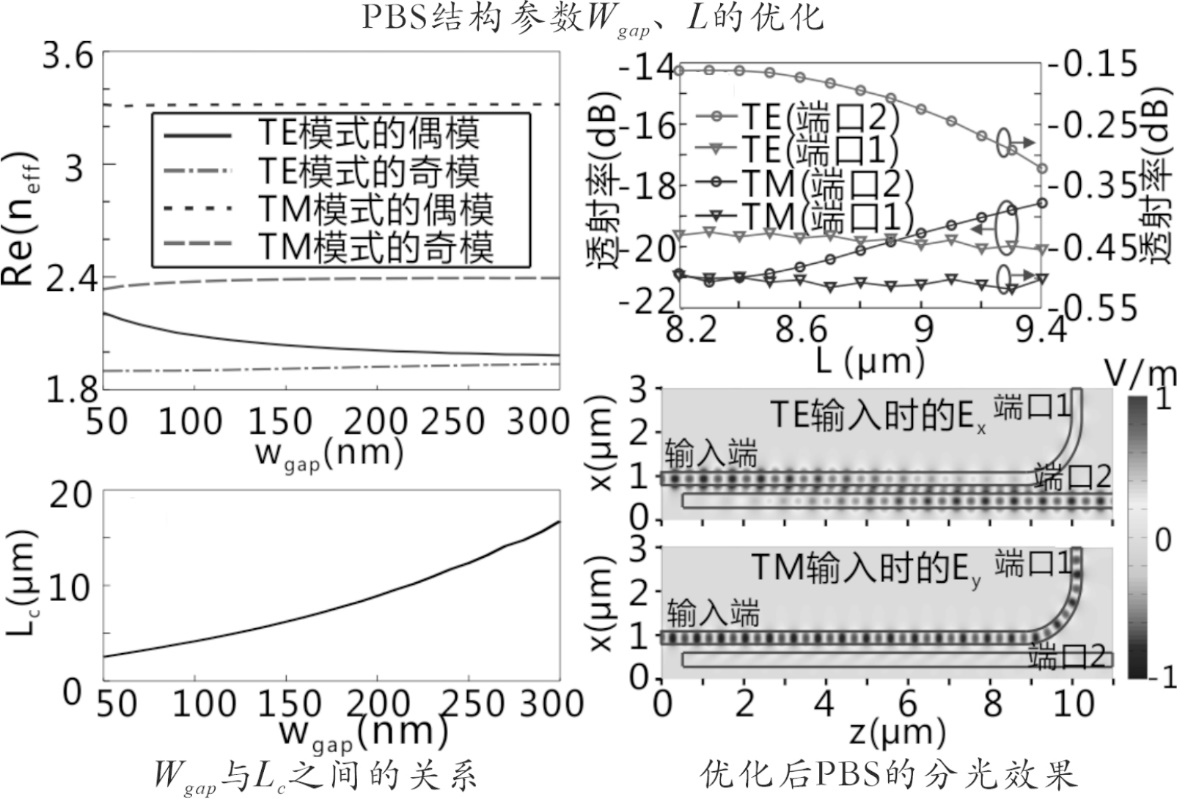 PBS结构参数Wgap、L的优化
3.6
3
2.4
1.8
Re(neff)
TE模式的偶模
TE模式的奇模
TM模式的偶模
TM模式的奇模
50 100 150 200 250 300
wgap(nm)
-14
-16
-18
-20
-22
透射率(dB)
TE(端口2)
TE(端口1)
TM(端口2)
TM(端口1)
-0.15
-0.25
-0.35
-0.45
-0.55
透射率(dB)
8.2 8.6 9 9.4
L (μm)
20
10
0
Lc(μm)
50 100 150 200 250 300
wgap(nm)
Wgap与Lc之间的关系
V/m
3
2
1
0
x(μm)
TE输入时的Ex 端口1
输入端
端口2
3
2
1
0
x(μm)
TM输入时的Ey 端口1
输入端
端口2
0 2 4 6 8 10
z(μm)
1
0
-1
优化后PBS的分光效果